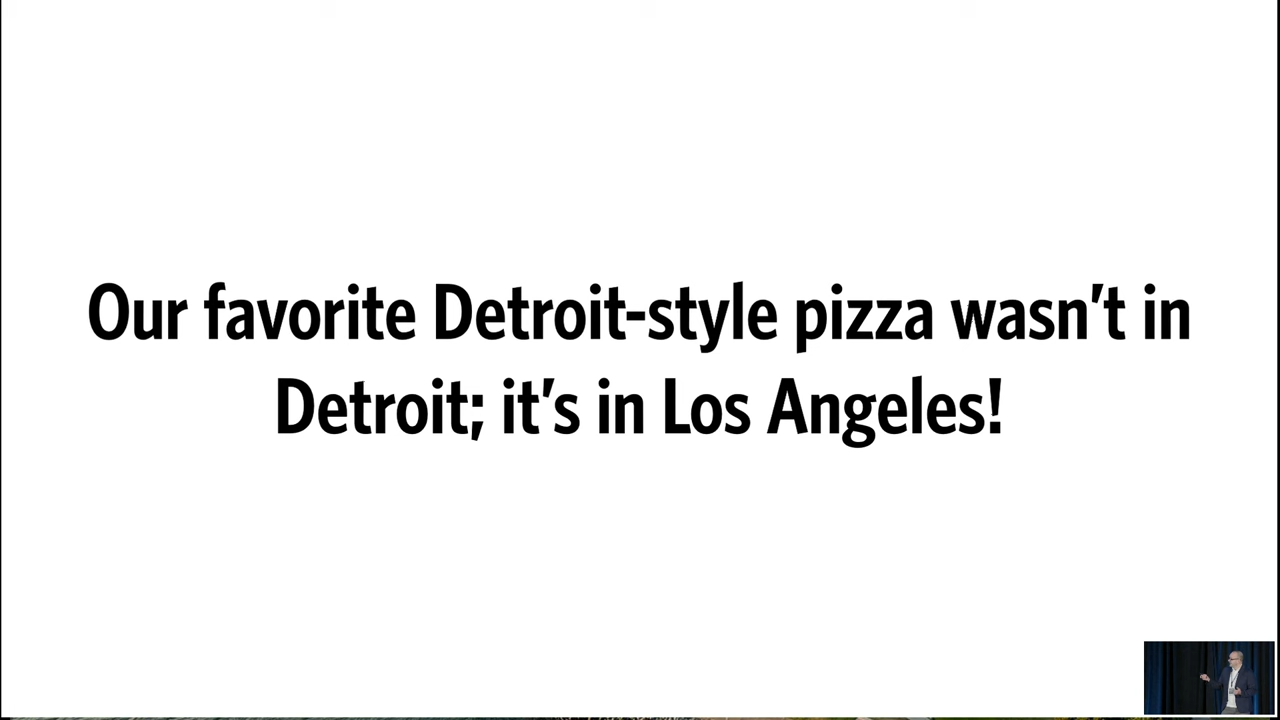 Our favorite Detroit-style pizza wasn’t in
Detroit; it’s in Los Angeles!